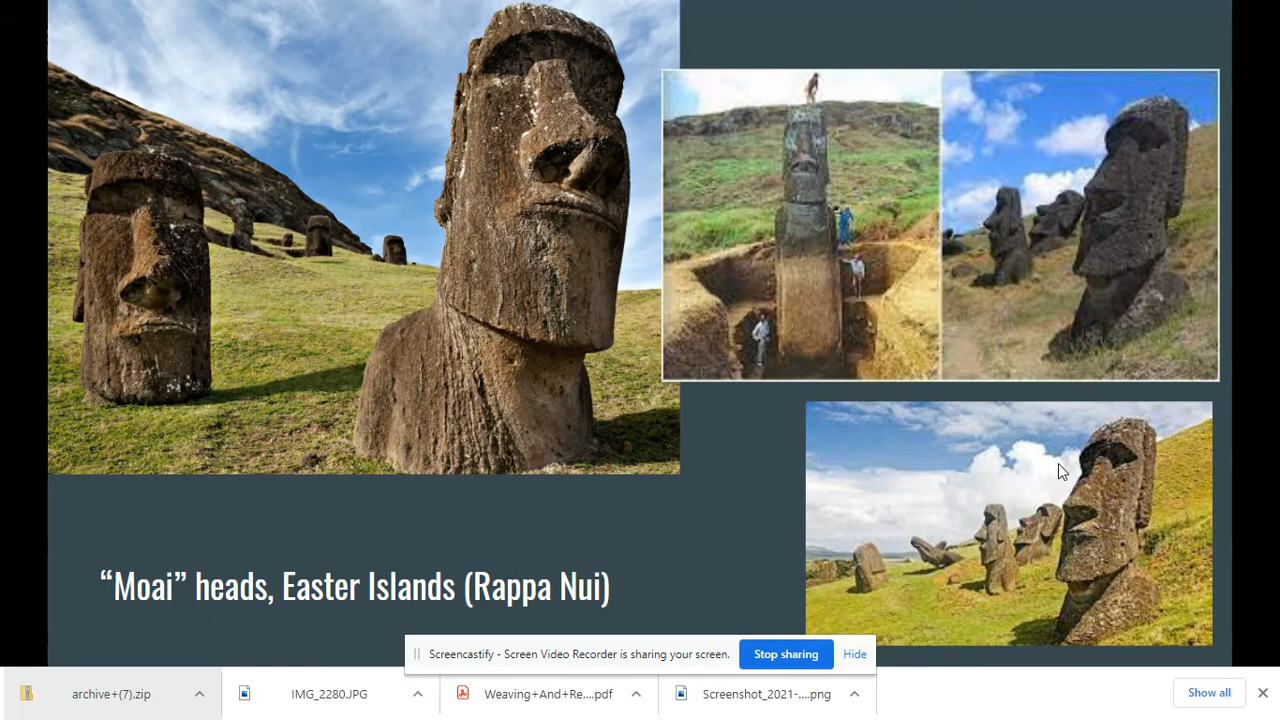 “Moai” heads, Easter Islands (Rappa Nui)
Screencastify - Screen Video Recorder is sharing your screen.
Stop sharing
Hide
archive+(7).zip
IMG_2280.JPG
Weaving+And+Re....pdf
Screenshot_2021-....png
Show all